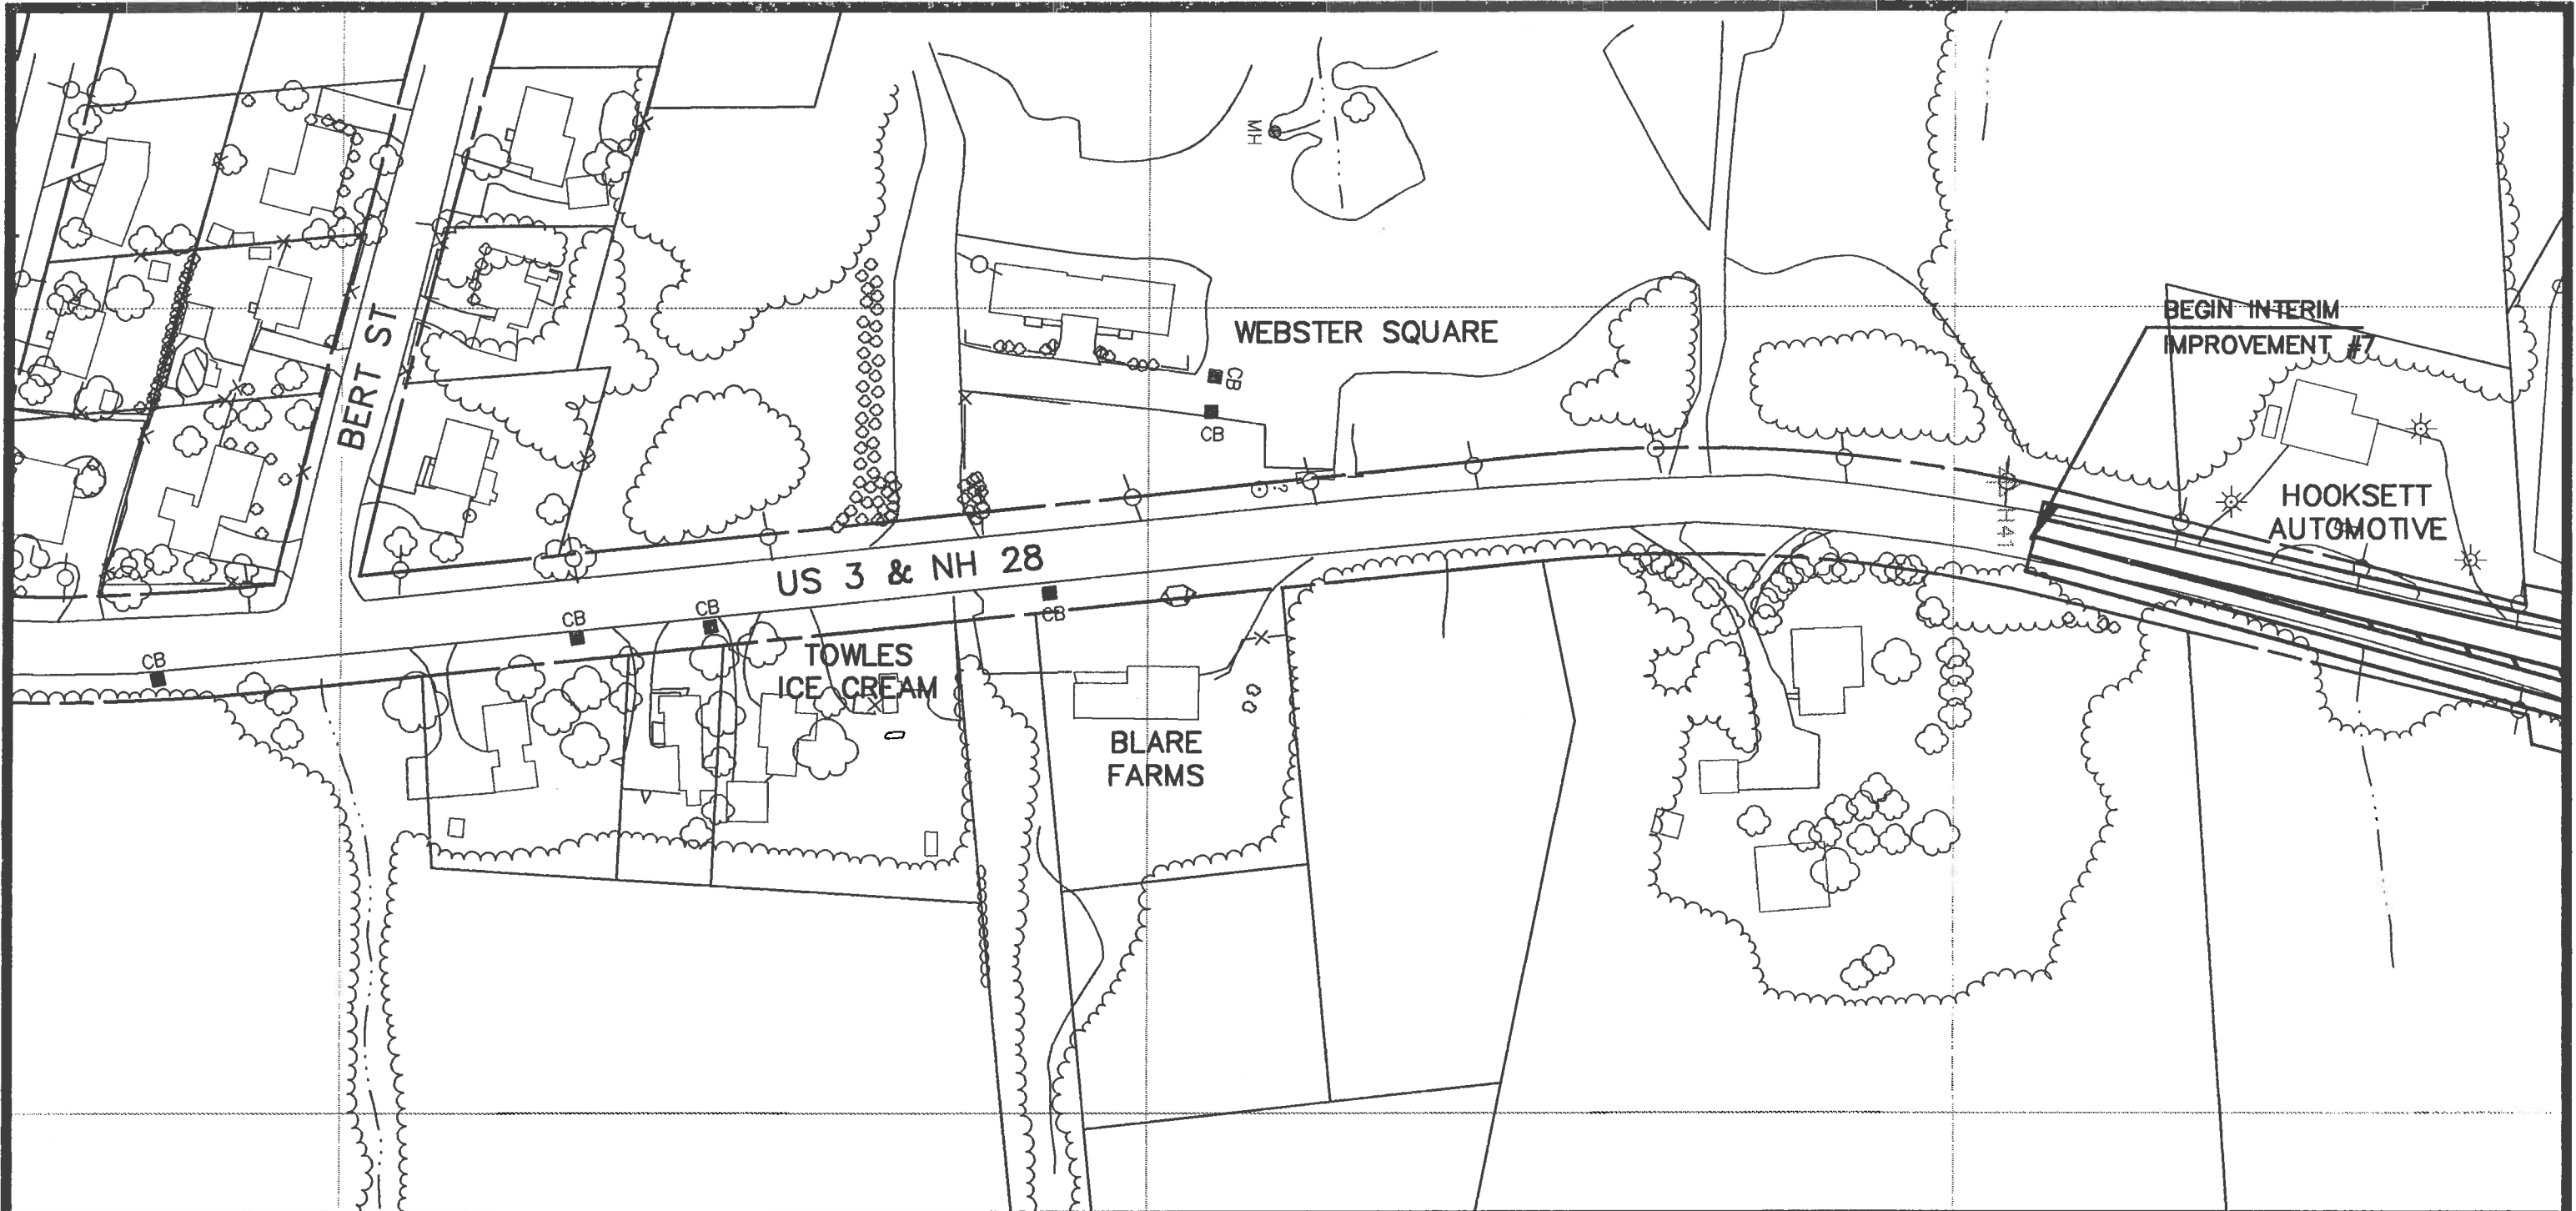 MH
BEGIN INTERIM
IMPROVEMENT #7
WEBSTER SQUARE
BERT ST
CB
CB
HOOKSETT
AUTOMOTIVE
US 3 & NH 28
CB
CB
CB
CB
TOWLES
ICE CREAM
BLARE
FARMS